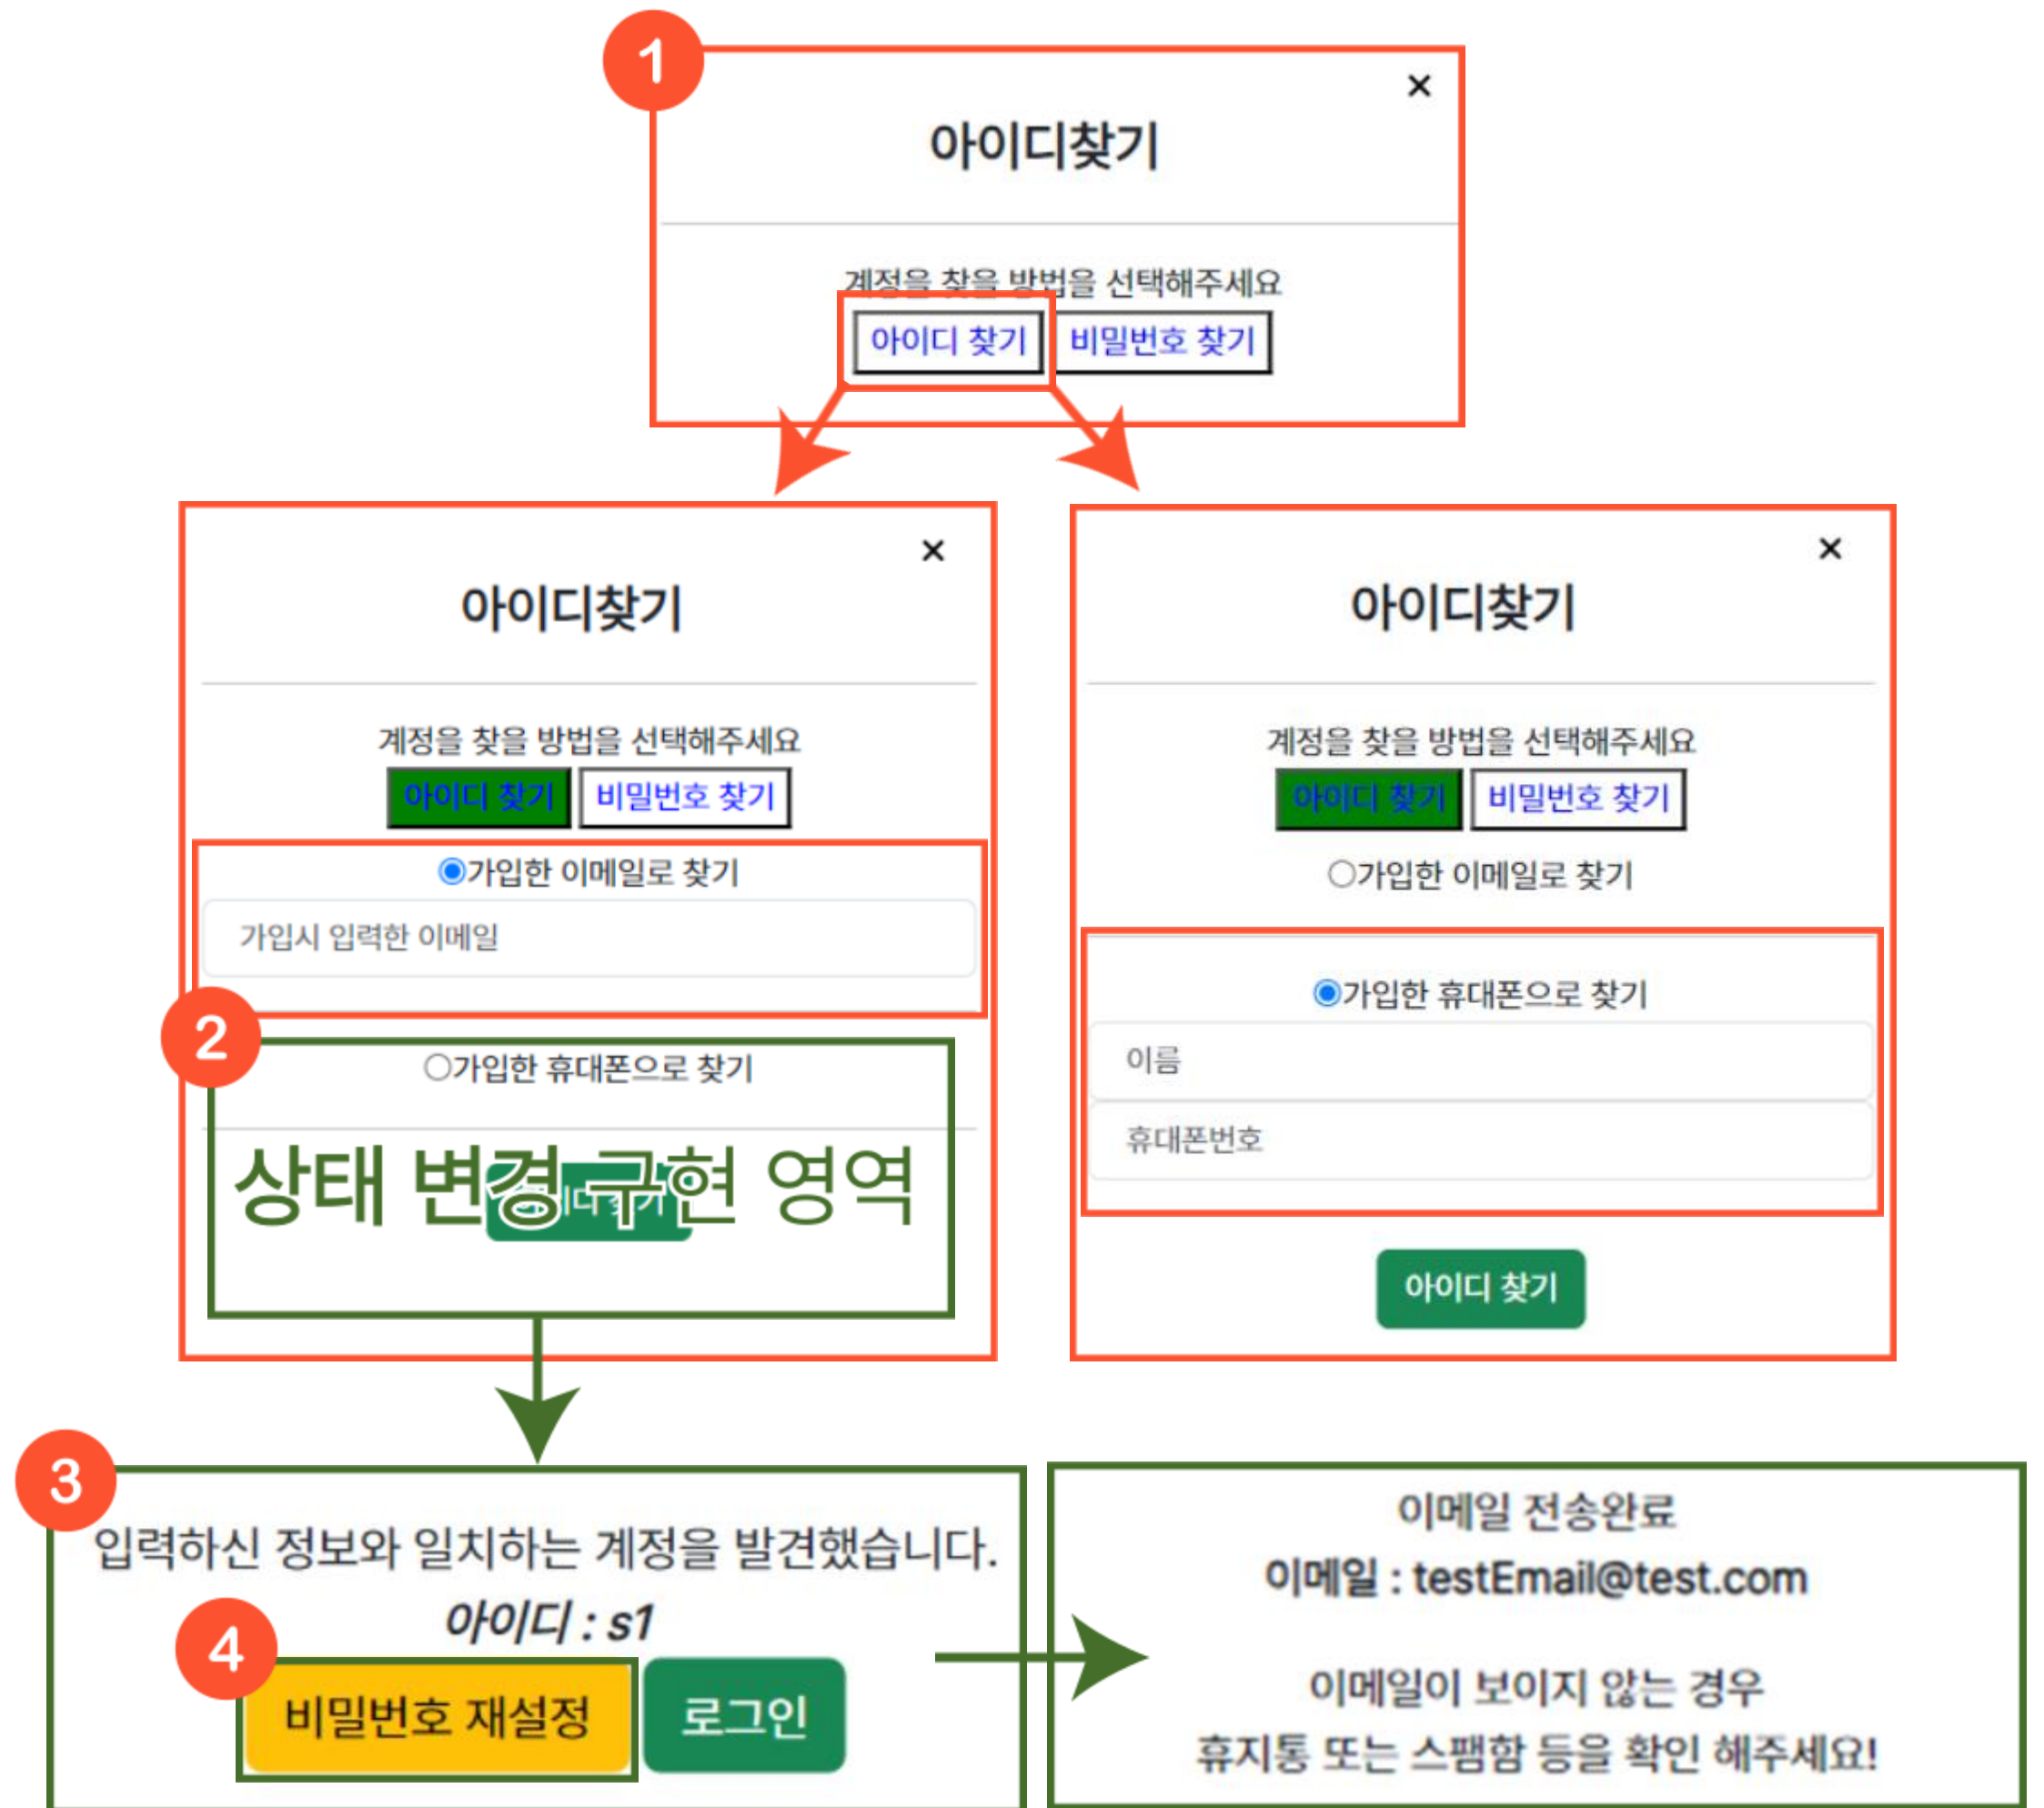 1
×
아이디찾기
계정을 찾을 방법을 선택해주세요
아이디 찾기 비밀번호 찾기
×
아이디찾기
계정을 찾을 방법을 선택해주세요
아이디 찾기 비밀번호 찾기
가입한 이메일로 찾기
가입시 입력한 이메일
2
가입한 휴대폰으로 찾기
상태 변경 구현 영역
×
아이디찾기
계정을 찾을 방법을 선택해주세요
아이디 찾기 비밀번호 찾기
가입한 이메일로 찾기
가입한 휴대폰으로 찾기
이름
휴대폰번호
아이디 찾기
3
입력하신 정보와 일치하는 계정을 발견했습니다.
아이디 : s1
4
비밀번호 재설정 로그인
이메일 전송완료
이메일 : testEmail@test.com
이메일이 보이지 않는 경우
휴지통 또는 스팸함 등을 확인 해주세요!